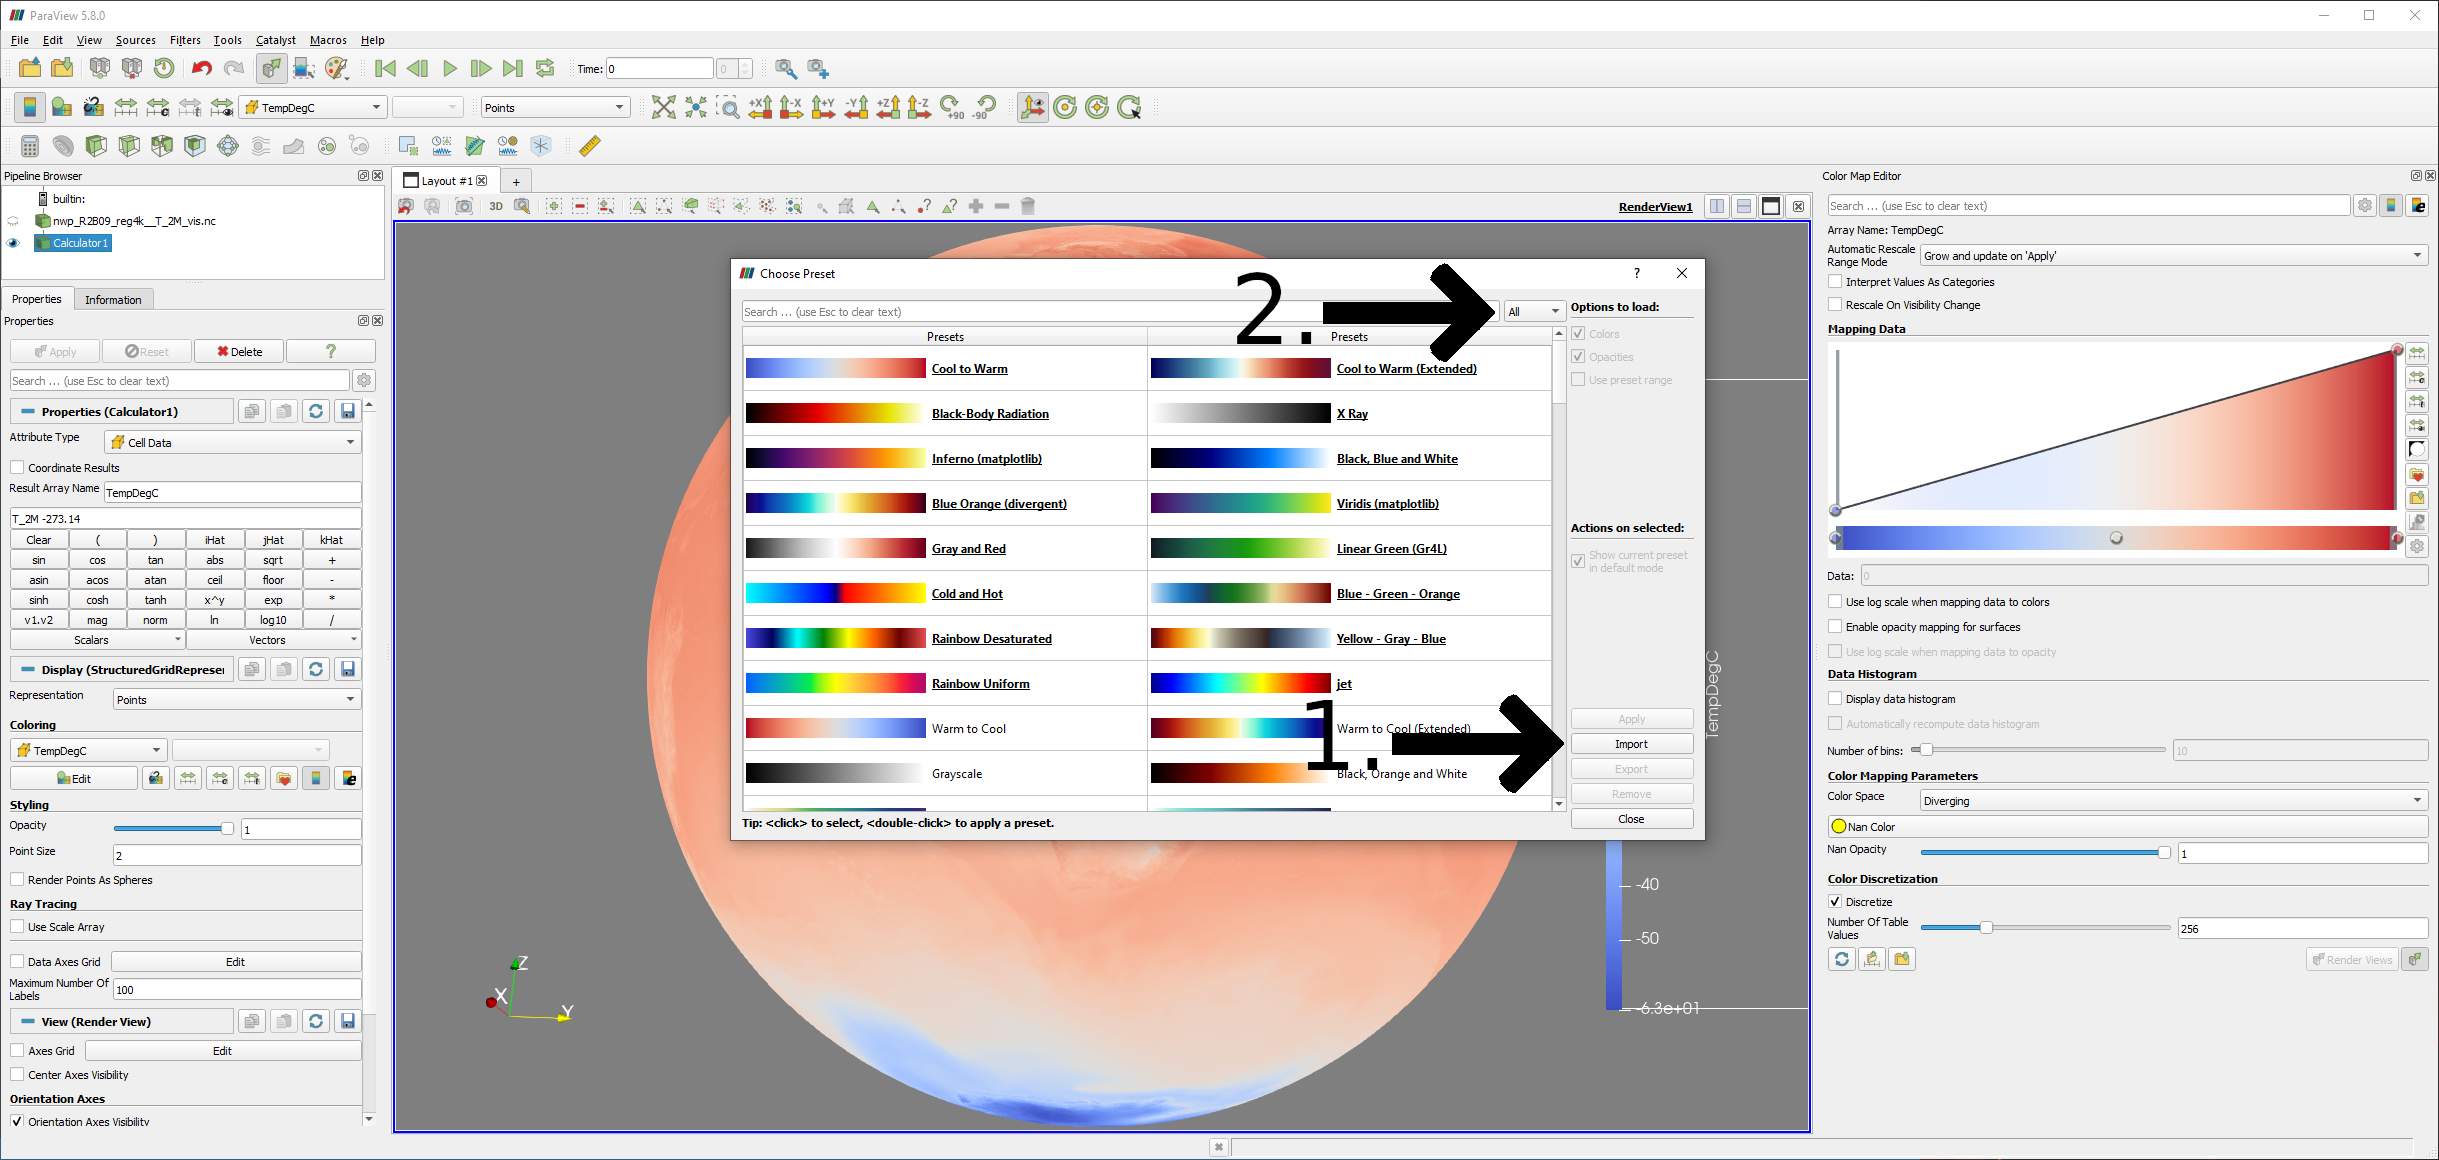 ParaView 5.8.0
File Edit View Sources Filters Tools Catalyst Macros Help
Time: 0 0
TempDegC Points
+X -X +Y -Y +Z -Z +90 -90
Pipeline Browser
builtin:
nwp_R2B09_reg4k__T_2M_vis.nc
Calculator1
Properties Information
Properties
Apply Reset Delete ?
Search ... (use Esc to clear text)
Properties (Calculator1)
Attribute Type Cell Data
Coordinate Results
Result Array Name TempDegC
T_2M -273.14
Clear ( ) iHat jHat kHat
sin cos tan abs sqrt +
asin acos atan ceil floor -
sinh cosh tanh x^y exp *
v1.v2 mag norm ln log10 /
Scalars Vectors
Display (StructuredGridRepreser
Representation Points
Coloring
TempDegC
Edit
Styling
Opacity 1
Point Size 2
Render Points As Spheres
Ray Tracing
Use Scale Array
Data Axes Grid Edit
Maximum Number Of
Labels 100
View (Render View)
Axes Grid Edit
Center Axes Visibility
Orientation Axes
Orientation Axes Visibility
Layout #1 +
3D
RenderView1
Choose Preset ?
Search ... (use Esc to clear text)
2.
All
Presets Presets
Cool to Warm Cool to Warm (Extended)
Black-Body Radiation X Ray
Inferno (matplotlib) Black, Blue and White
Blue Orange (divergent) Viridis (matplotlib)
Gray and Red Linear Green (Gr4L)
Cold and Hot Blue - Green - Orange
Rainbow Desaturated Yellow - Gray - Blue
Rainbow Uniform jet
Warm to Cool Warm to Cool (Extended)
Grayscale Black, Orange and White
1.
Tip: <click> to select, <double-click> to apply a preset.
Options to load:
Colors
Opacities
Use preset range
Actions on selected:
Show current preset
in default mode
Apply
Import
Export
Remove
Close
TempDegC
-40
-50
-6.3e+01
Z
X
Y
Color Map Editor
Search ... (use Esc to clear text)
Array Name: TempDegC
Automatic Rescale
Range Mode Grow and update on 'Apply'
Interpret Values As Categories
Rescale On Visibility Change
Mapping Data
Data: 0
Use log scale when mapping data to colors
Enable opacity mapping for surfaces
Use log scale when mapping data to opacity
Data Histogram
Display data histogram
Automatically recompute data histogram
Number of bins: 10
Color Mapping Parameters
Color Space Diverging
Nan Color
Nan Opacity 1
Color Discretization
Discretize
Number Of Table
Values 256
Render Views